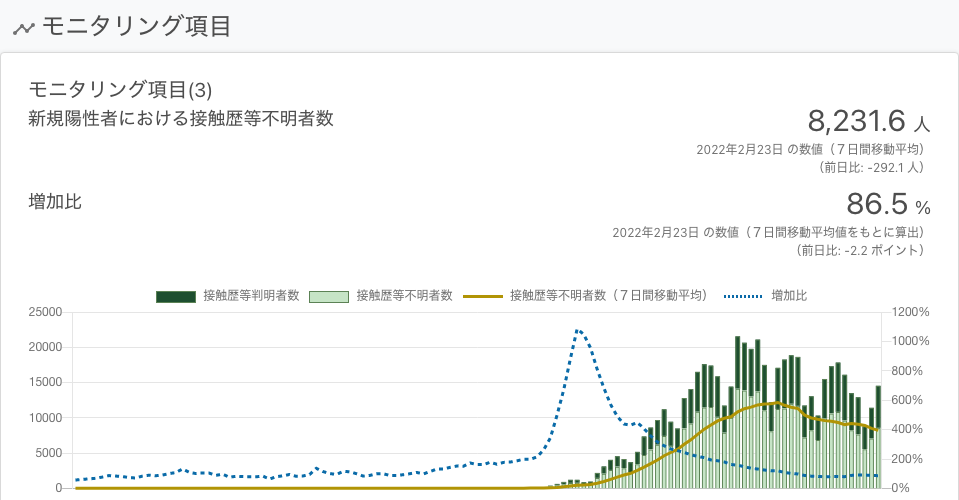 モニタリング項目
モニタリング項目(3)
新規陽性者における接触歴等不明者数
8,231.6 人
2022年2月23日 の数値（７日間移動平均）
（前日比: -292.1 人）
増加比
86.5 %
2022年2月23日 の数値（７日間移動平均値をもとに算出）
（前日比: -2.2 ポイント）
接触歴等判明者数 接触歴等不明者数 接触歴等不明者数（７日間移動平均） 増加比
25000 1200%
20000 1000%
15000 800%
10000 600%
5000 400%
0 200%
0%